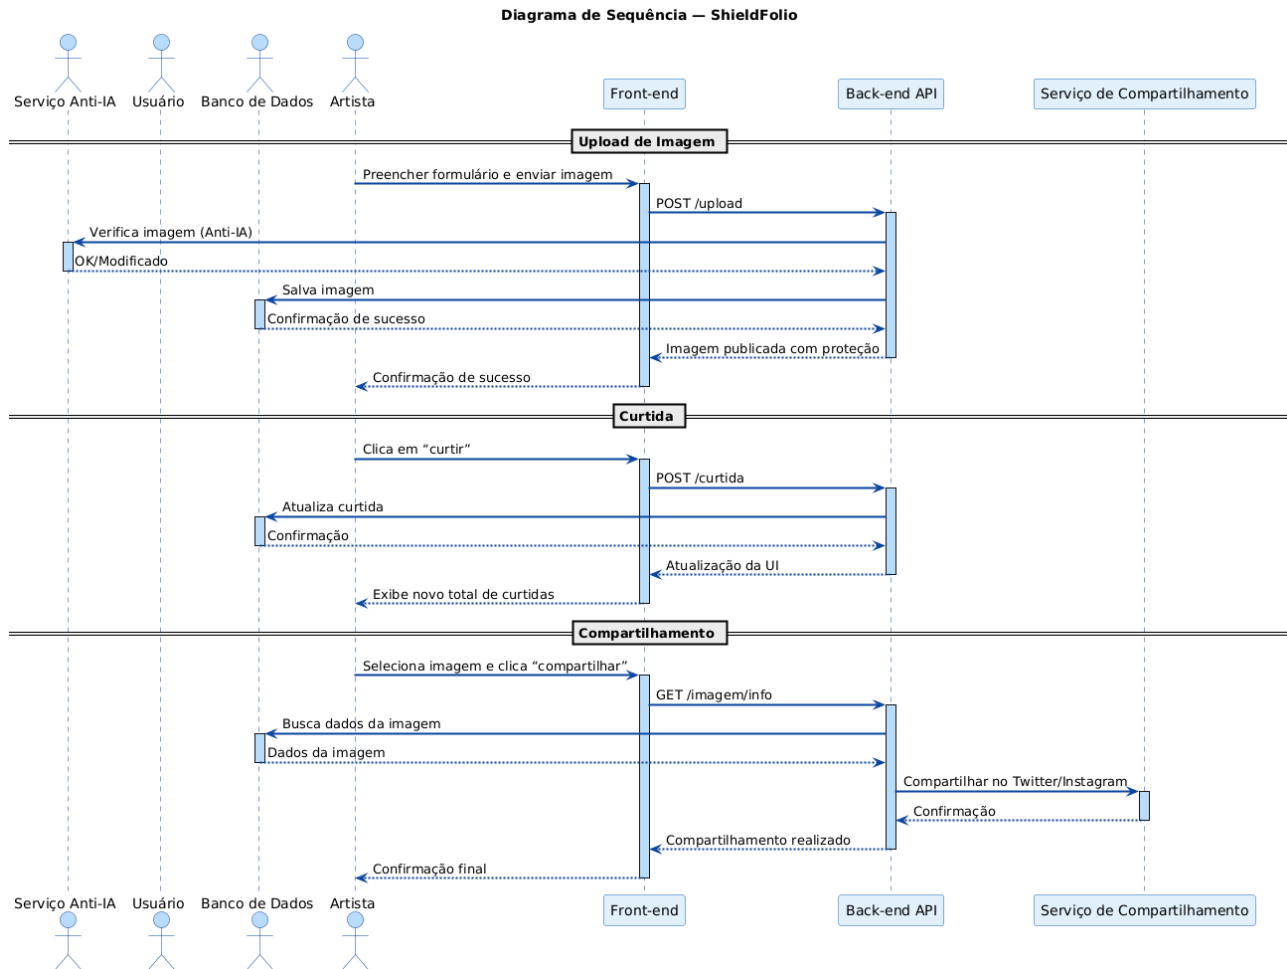 Diagrama de Sequência — ShieldFolio
Serviço Anti-IA
Usuário
Banco de Dados
Artista
Front-end
Back-end API
Serviço de Compartilhamento
Upload de Imagem
Preencher formulário e enviar imagem
POST /upload
Verifica imagem (Anti-IA)
OK/Modificado
Salva imagem
Confirmação de sucesso
Imagem publicada com proteção
Confirmação de sucesso
Curtida
Clica em “curtir”
POST /curtida
Atualiza curtida
Confirmação
Atualização da UI
Exibe novo total de curtidas
Compartilhamento
Seleciona imagem e clica “compartilhar”
GET /imagem/info
Busca dados da imagem
Dados da imagem
Compartilhar no Twitter/Instagram
Confirmação
Compartilhamento realizado
Confirmação final
Serviço Anti-IA
Usuário
Banco de Dados
Artista
Front-end
Back-end API
Serviço de Compartilhamento